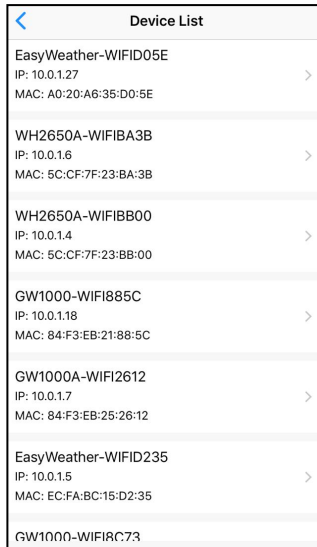 Device List
EasyWeather-WIFID05E
IP: 10.0.1.27
MAC: A0:20:A6:35:D0:5E
WH2650A-WIFIBA3B
IP: 10.0.1.6
MAC: 5C:CF:7F:23:BA:3B
WH2650A-WIFIBB00
IP: 10.0.1.4
MAC: 5C:CF:7F:23:BB:00
GW1000-WIFI885C
IP: 10.0.1.18
MAC: 84:F3:EB:21:88:5C
GW1000A-WIFI2612
IP: 10.0.1.7
MAC: 84:F3:EB:25:26:12
EasyWeather-WIFID235
IP: 10.0.1.5
MAC: EC:FA:BC:15:D2:35
GW1000-WIFI8C73